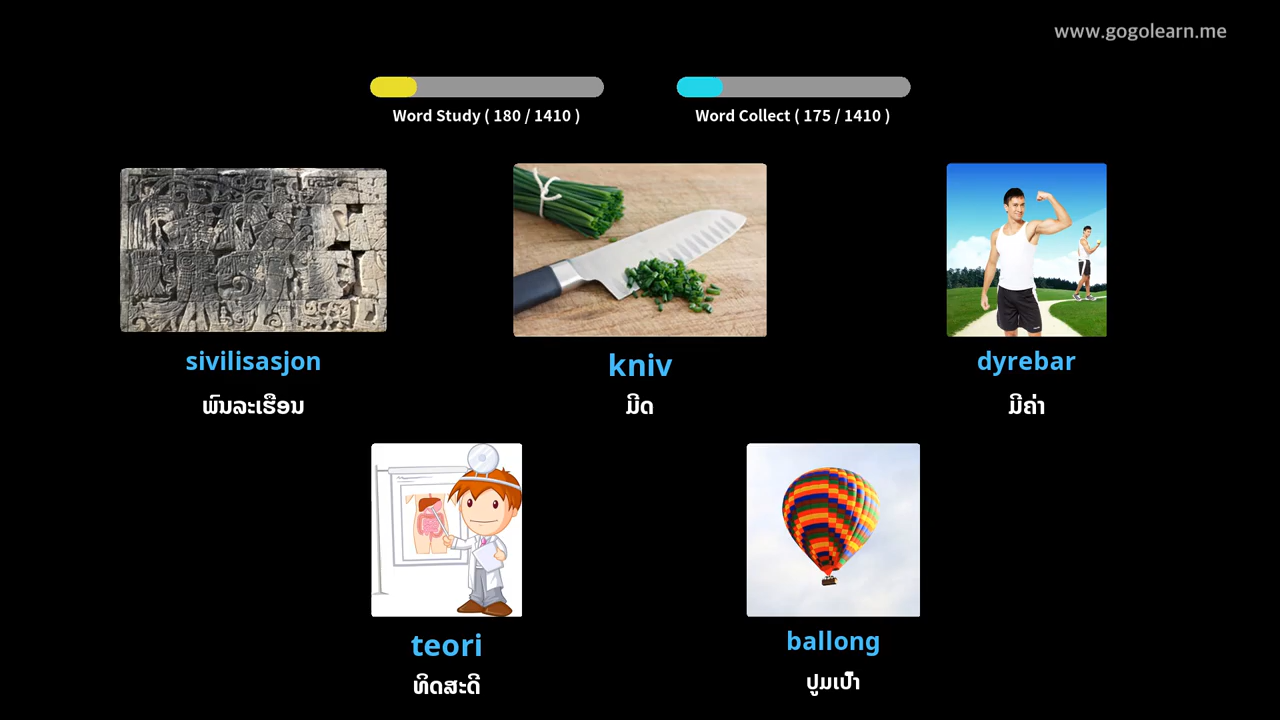 www.gogolearn.me
Word Study ( 180 / 1410 )
Word Collect ( 175 / 1410 )
sivilisasjon
kniv
dyrebar
ພົນລະເຮືອນ
ມີດ
ມີຄ່າ
teori
ballong
ທິດສະດີ
ປູມເປົ້າ